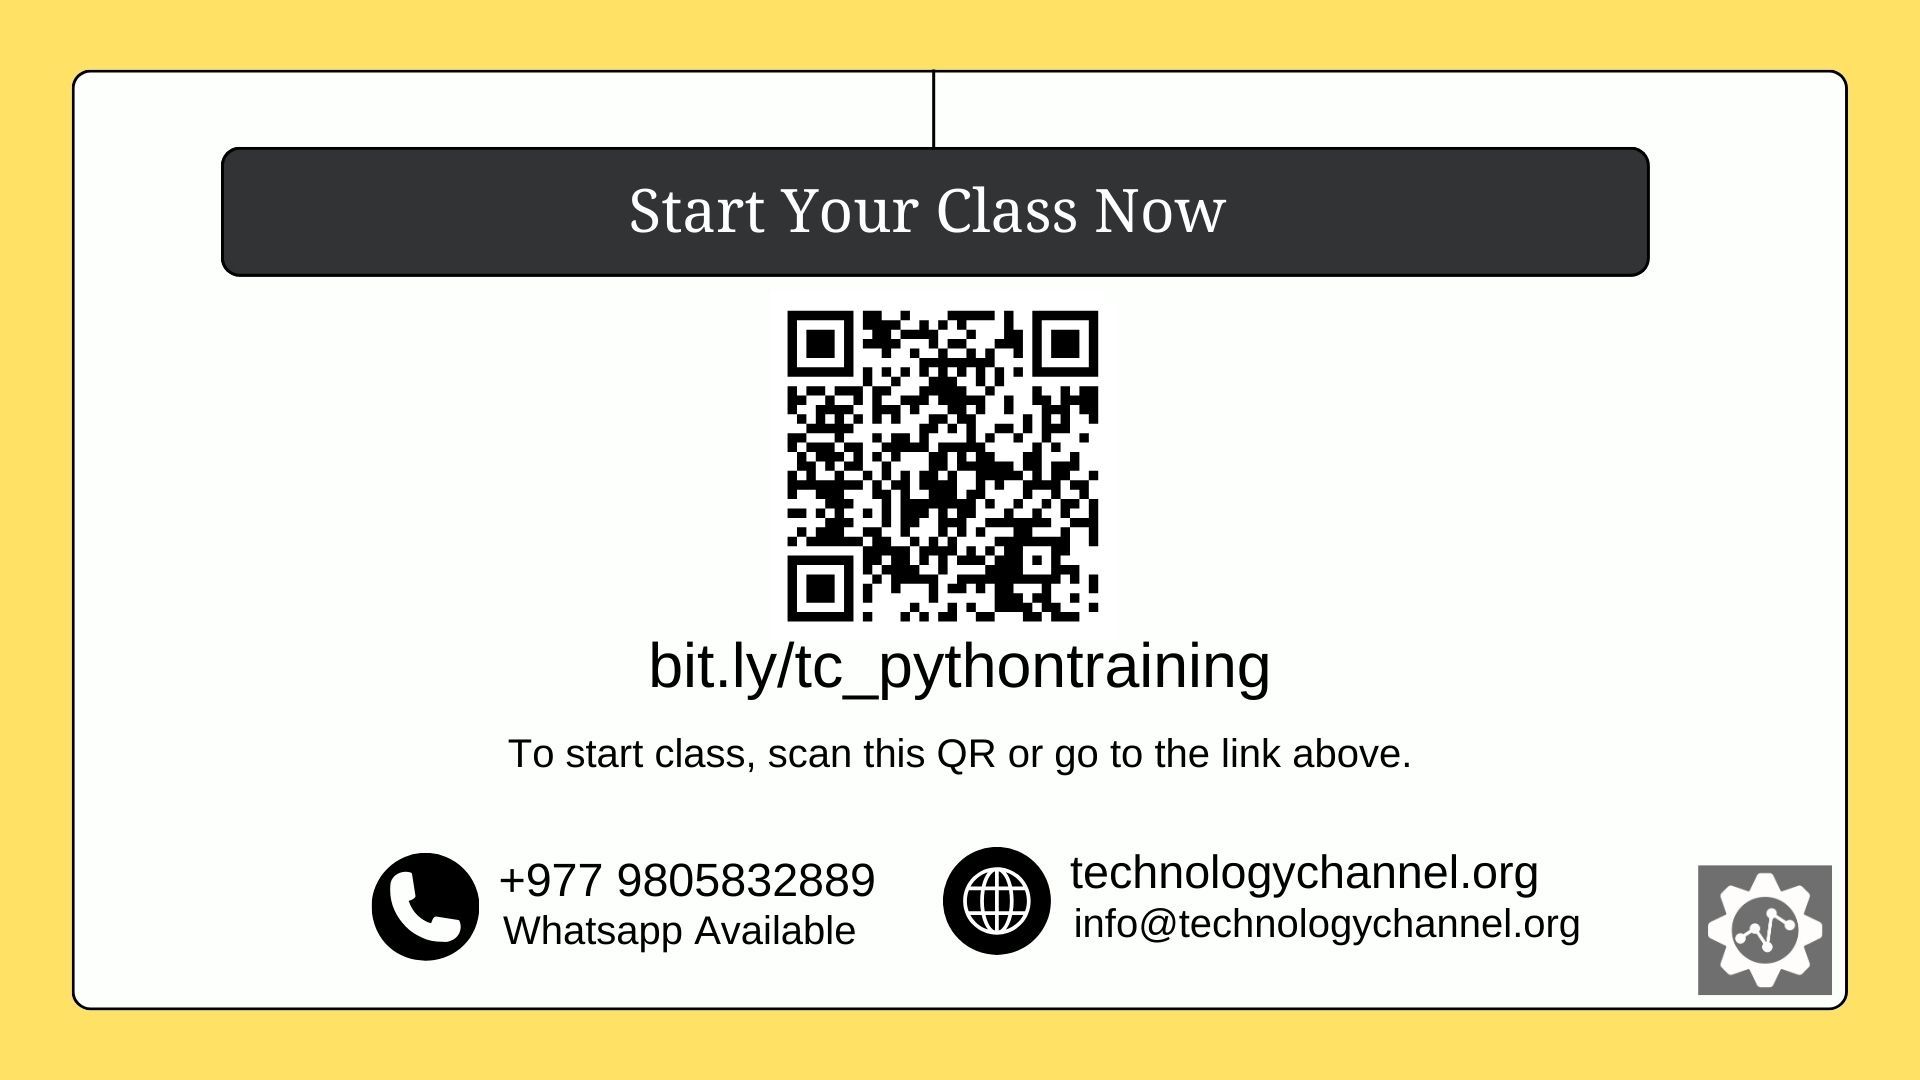 Start Your Class Now
bit.ly/tc_pythontraining
To start class, scan this QR or go to the link above.
+977 9805832889
Whatsapp Available
technologychannel.org
info@technologychannel.org